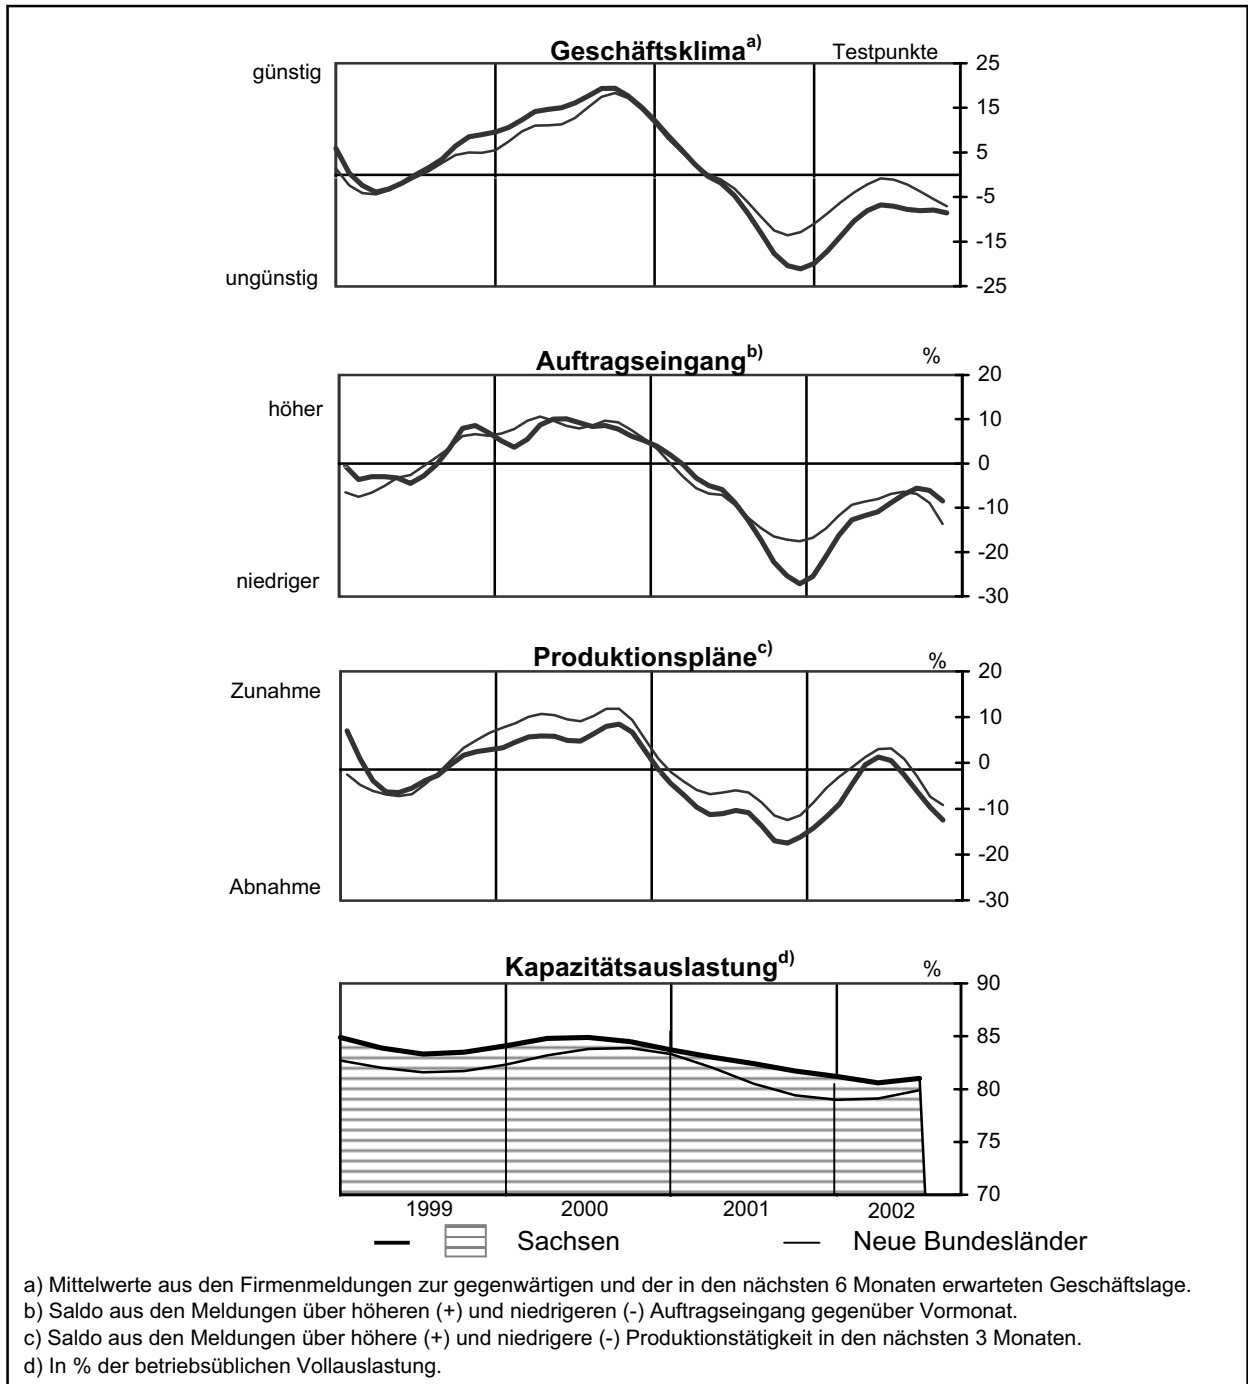 Geschäftsklima a) Testpunkte
günstig
ungünstig
25
15
5
-5
-15
-25
Auftragseingang b) %
höher
niedriger
20
10
0
-10
-20
-30
Produktionspläne c) %
Zunahme
Abnahme
20
10
0
-10
-20
-30
Kapazitätsauslastung d) %
90
85
80
75
70
1999 2000 2001 2002
Sachsen Neue Bundesländer
a) Mittelwerte aus den Firmenmeldungen zur gegenwärtigen und der in den nächsten 6 Monaten erwarteten Geschäftslage.
b) Saldo aus den Meldungen über höheren (+) und niedrigeren (-) Auftragseingang gegenüber Vormonat.
c) Saldo aus den Meldungen über höhere (+) und niedrigere (-) Produktionstätigkeit in den nächsten 3 Monaten.
d) In % der betriebsüblichen Vollauslastung.